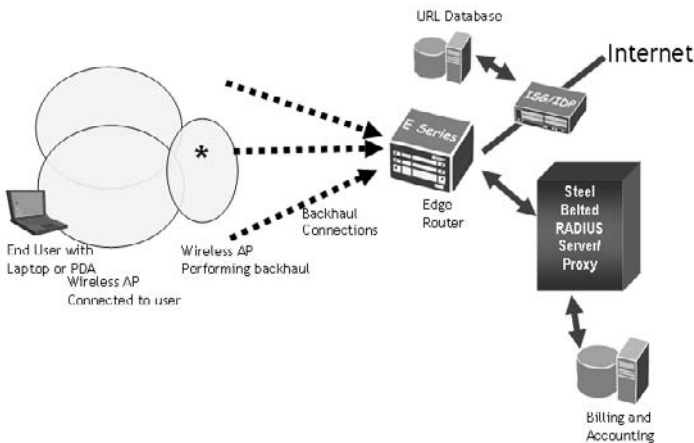 URL Database
Internet
ISG/IDP
E Series
Edge
Router
Backhaul
Connections
Steel
Belted
RADIUS
Server/
Proxy
*
End User with
Laptop or PDA
Wireless AP
Connected to user
Wireless AP
Performing backhaul
Billing and
Accounting